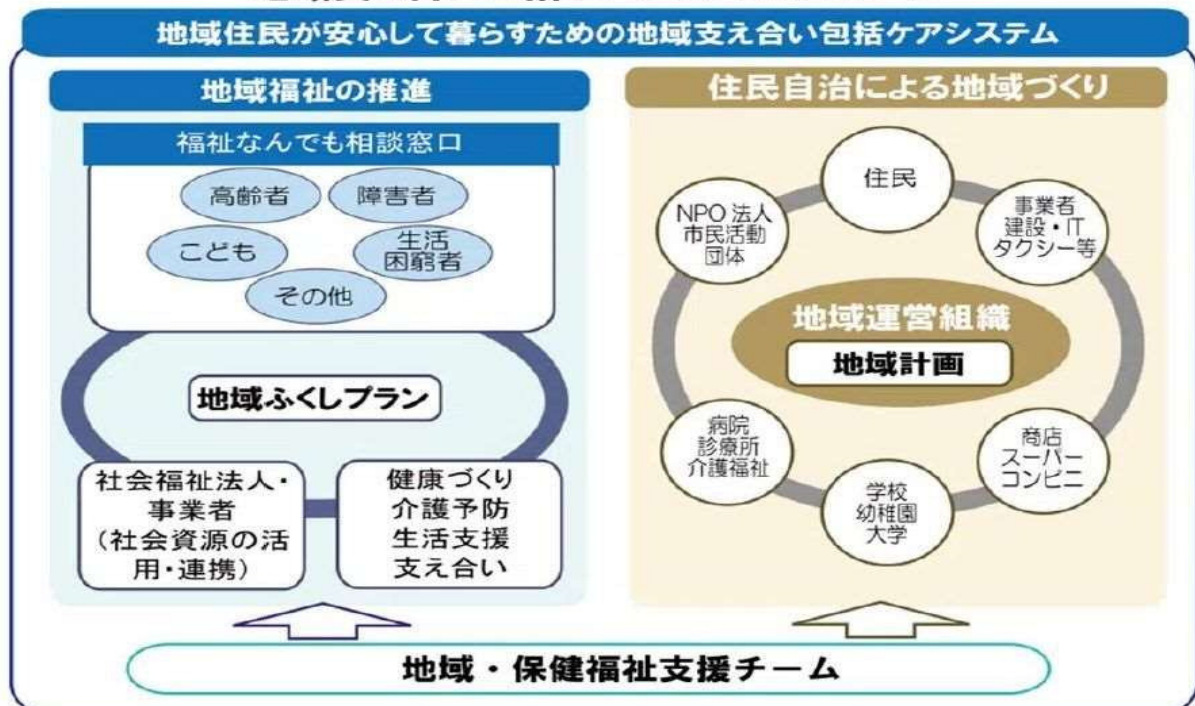 地域住民が安心して暮らすための地域支え合い包括ケアシステム
地域福祉の推進
福祉なんでも相談窓口
高齢者
障害者
こども
生活
困窮者
その他
地域ふくしプラン
社会福祉法人・
事業者
(社会資源の活
用・連携)
健康づくり
介護予防
生活支援
支え合い
住民自治による地域づくり
住民
NPO法人
市民活動
団体
事業者
建設・IT
タクシー等
地域運営組織
地域計画
病院
診療所
介護福祉
商店
スーパー
コンビニ
学校
幼稚園
大学
地域・保健福祉支援チーム